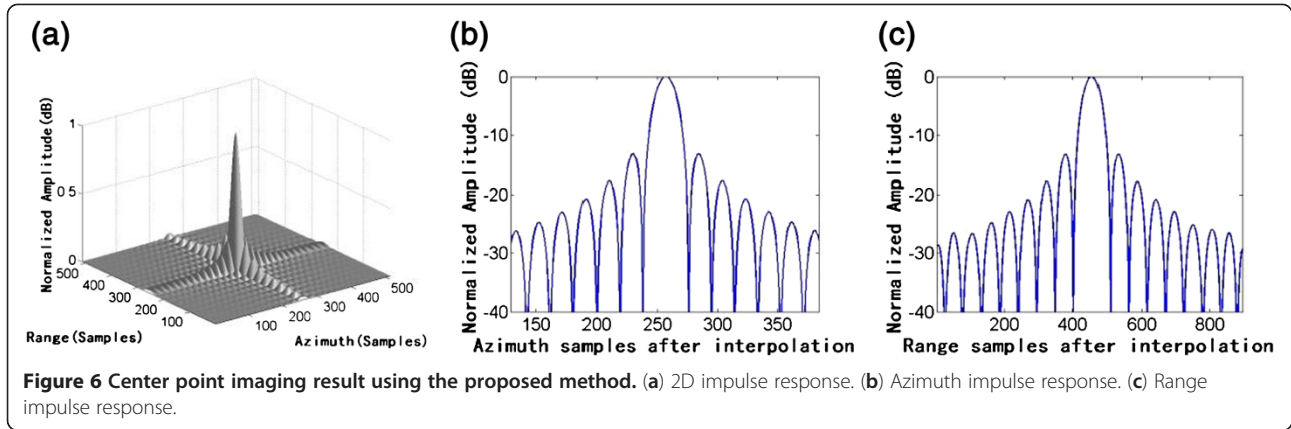 (a)
(b)
(c)
Normalized Amplitude(dB)
1
0 5
0
500
400
300
200
100
100
200
300
400
500
Range(Samples)
Azimuth(Samples)
Normalized Amplitude (dB)
0
-10
-20
-30
-40
150
200
250
300
350
Azimuth samples after interpolation
Normalized Amplitude (dB)
0
-10
-20
-30
-40
200
400
600
800
Range samples after interpolation
Figure 6 Center point imaging result using the proposed method. (a) 2D impulse response. (b) Azimuth impulse response. (c) Range
impulse response.